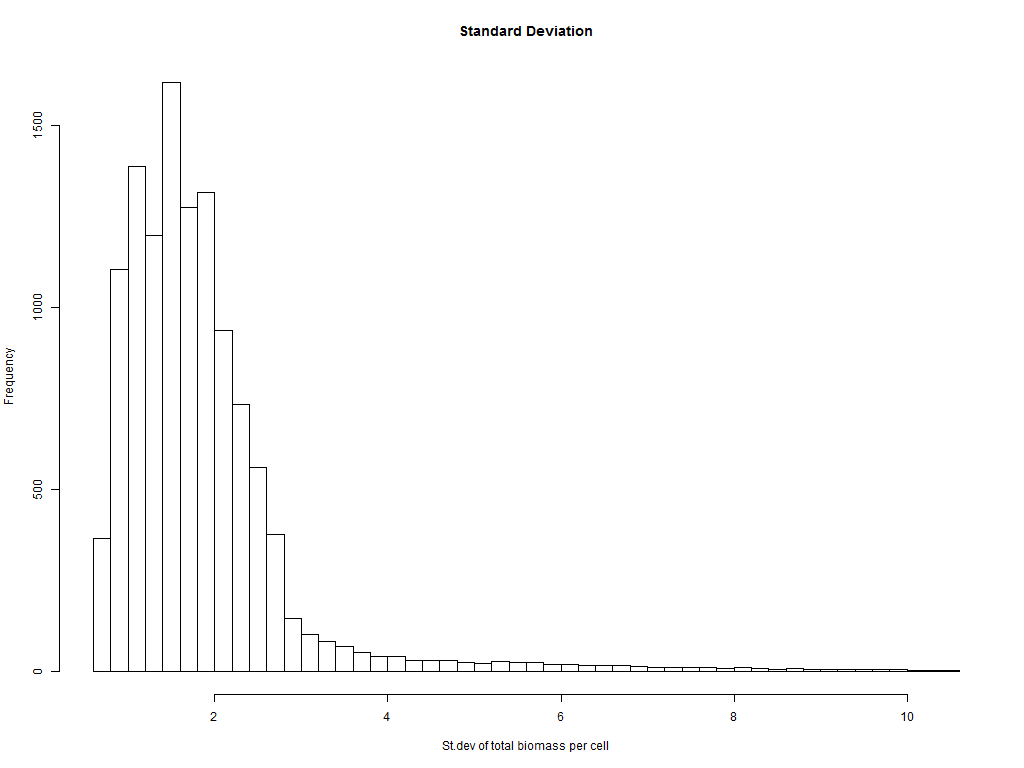 Standard Deviation
1500
1000
500
0
Frequency
2 4 6 8 10
St.dev of total biomass per cell